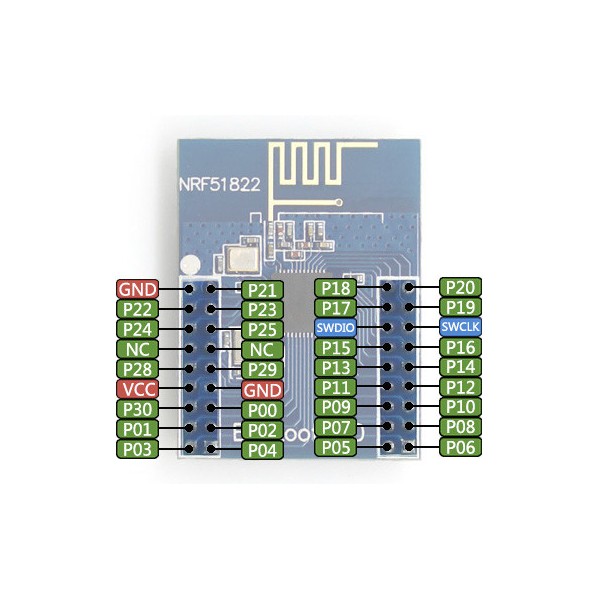 NRF51822
GND P21 P18 P20
P22 P23 P17 P19
P24 P25 SWDIO SWCLK
NC NC P15 P16
P28 P29 P13 P14
VCC GND P11 P12
P30 P00 P09 P10
P01 P02 P07 P08
P03 P04 P05 P06